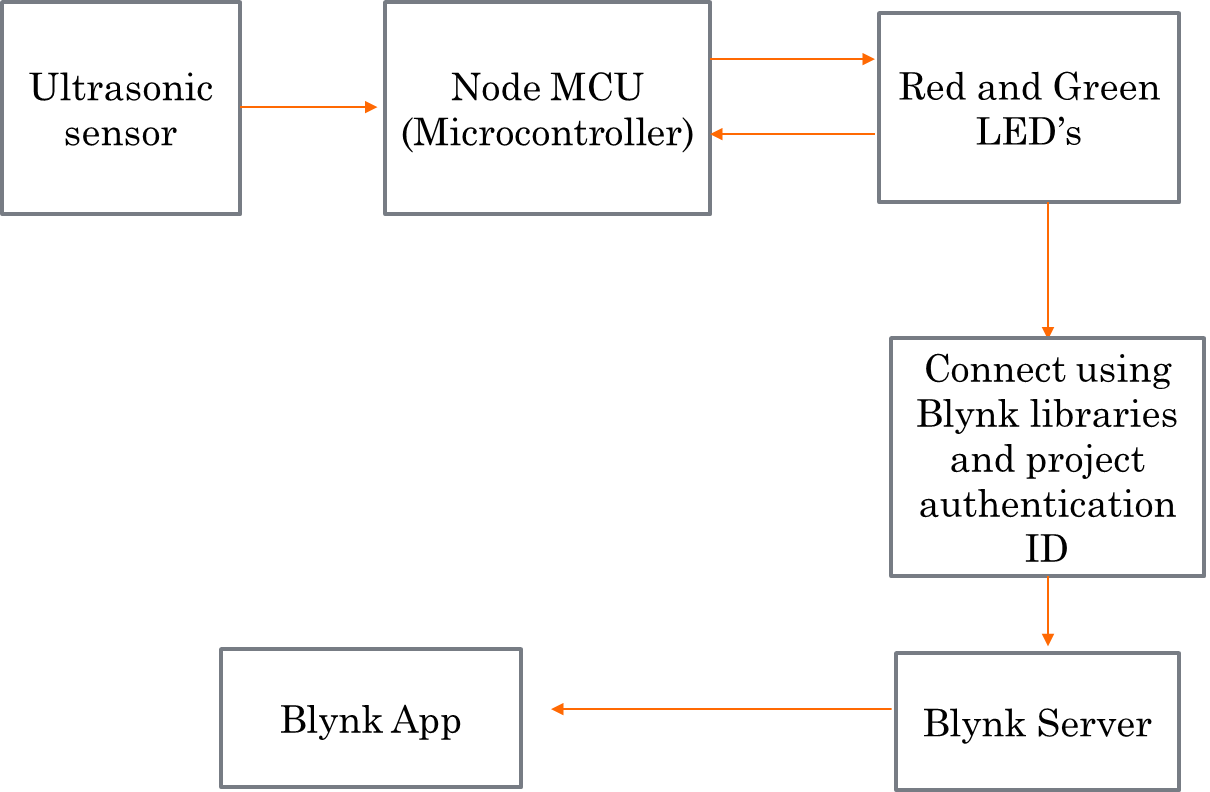 Ultrasonic
sensor
Node MCU
(Microcontroller)
Red and Green
LED’s
Connect using
Blynk libraries
and project
authentication
ID
Blynk App
Blynk Server